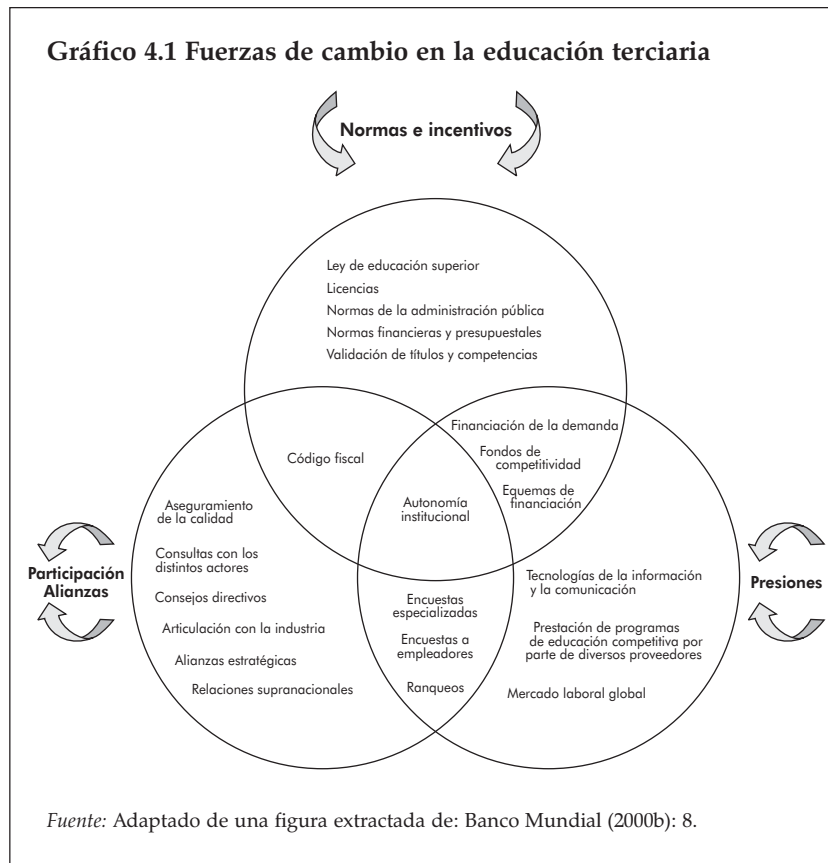 Gráfico 4.1 Fuerzas de cambio en la educación terciaria
Normas e incentivos
Ley de educación superior
Licencias
Normas de la administración pública
Normas financieras y presupuestales
Validación de títulos y competencias
Financiación de la demanda
Fondos de
competitividad
Equemas de
financiación
Código fiscal
Autonomía
institucional
Aseguramiento
de la calidad
Consultas con los
distintos actores
Consejos directivos
Articulación con la industria
Alianzas estratégicas
Relaciones supranacionales
Participación
Alianzas
Encuestas
especializadas
Encuestas a
empleadores
Ranqueos
Tecnologías de la información
y la comunicación
Prestación de programas
de educación competitiva por
parte de diversos proveedores
Mercado laboral global
Presiones
Fuente: Adaptado de una figura extractada de: Banco Mundial (2000b): 8.